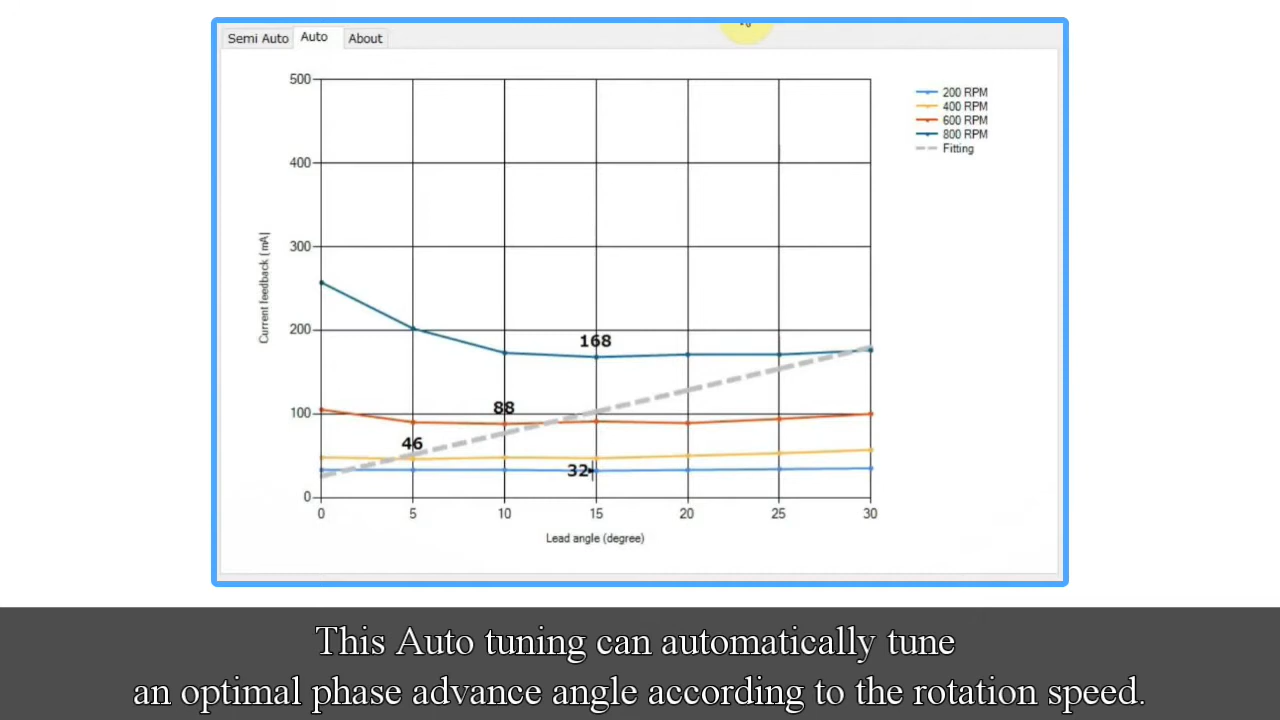 Semi Auto Auto About
500
400
300
200
100
0
0 5 10 15 20 25 30
Current feedback [mA]
Lead angle (degree)
168
88
46
32
200 RPM
400 RPM
600 RPM
800 RPM
Fitting
This Auto tuning can automatically tune
an optimal phase advance angle according to the rotation speed.